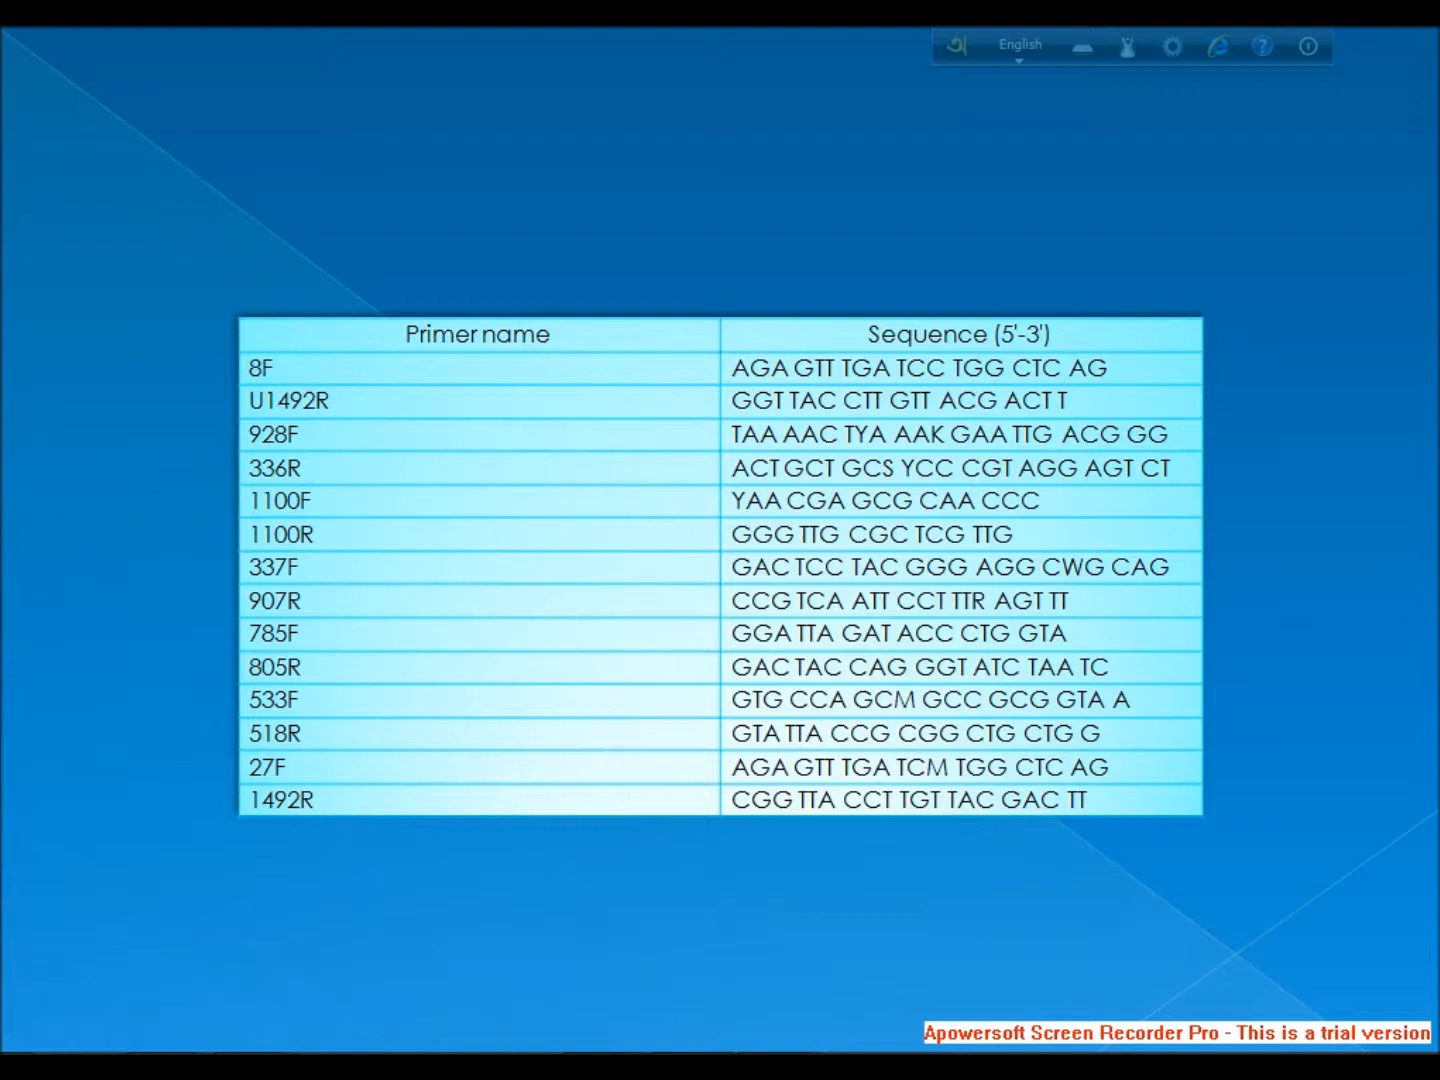 English
Primer name Sequence (5'-3')
8F AGA GTT TGA TCC TGG CTC AG
U1492R GGT TAC CTT GTT ACG ACT T
928F TAA AAC TYA AAK GAA TTG ACG GG
336R ACT GCT GCS YCC CGT AGG AGT CT
1100F YAA CGA GCG CAA CCC
1100R GGG TTG CGC TCG TTG
337F GAC TCC TAC GGG AGG CWG CAG
907R CCG TCA ATT CCT TTR AGT TT
785F GGA TTA GAT ACC CTG GTA
805R GAC TAC CAG GGT ATC TAA TC
533F GTG CCA GCM GCC GCG GTA A
518R GTA TTA CCG CGG CTG CTG G
27F AGA GTT TGA TCM TGG CTC AG
1492R CGG TTA CCT TGT TAC GAC TT
Apowersoft Screen Recorder Pro - This is a trial version